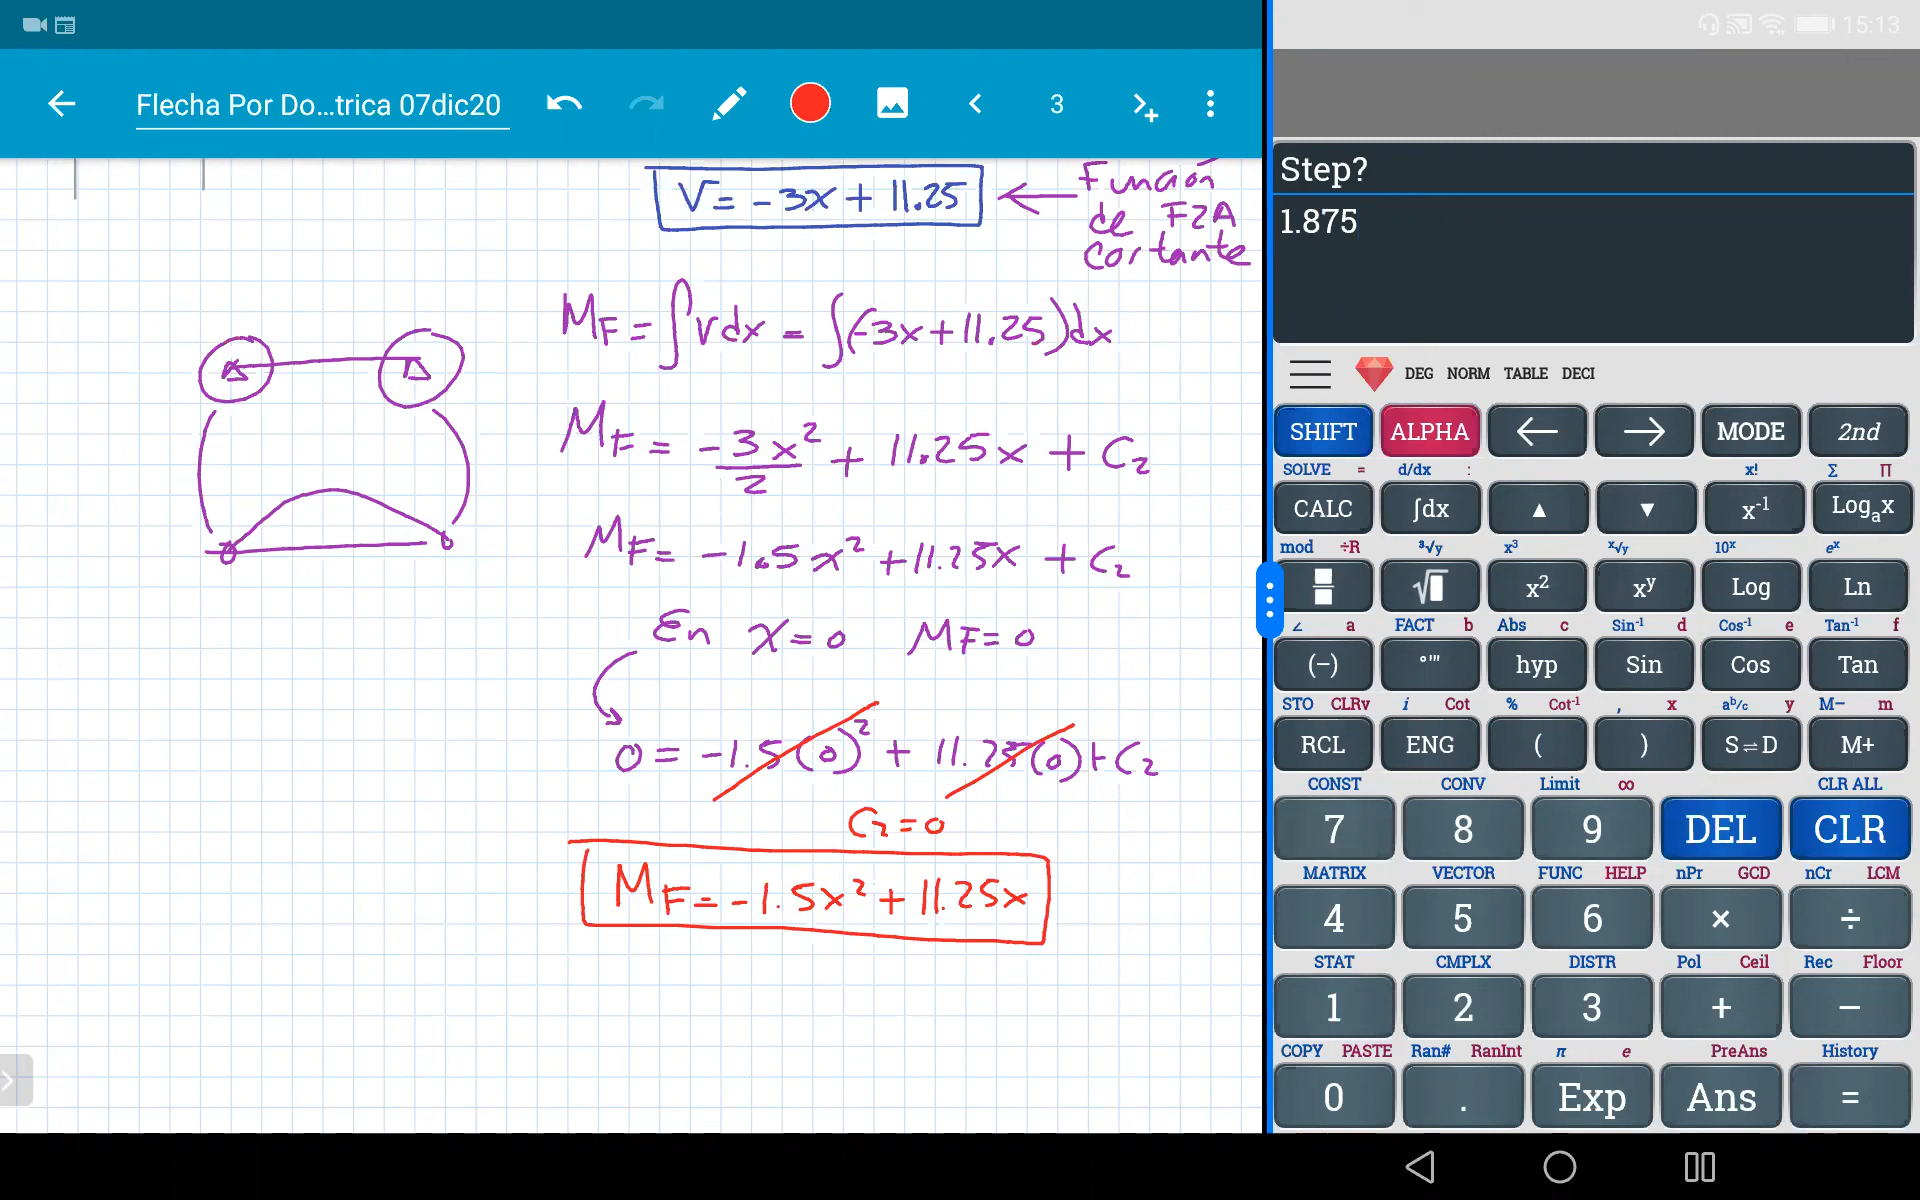 15:13
Flecha Por Do...trica 07dic20
3
V = -3x + 11.25
Función
de FZA
cortante
MF = ∫Vdx = ∫(-3x+11.25)dx
MF = -3x²/2 + 11.25x + C2
MF = -1.5x² + 11.25x + C2
En x=0 MF=0
0 = -1.5(0)² + 11.25(0)+C2
C2 = 0
MF = -1.5x² + 11.25x
Step?
1.875
DEG NORM TABLE DECI
SHIFT ALPHA ← → MODE 2nd
SOLVE = d/dx : x! Σ Π
CALC ∫dx ▲ ▼ x⁻¹ Logₐx
mod ÷R ³√y x³ ˣ√y 10ˣ eˣ
√ x² xʸ Log Ln
∠ a FACT b Abs c Sin⁻¹ d Cos⁻¹ e Tan⁻¹ f
(−) °'" hyp Sin Cos Tan
STO CLRv i Cot % Cot⁻¹ , x aᵇ/c y M− m
RCL ENG ( ) S⇌D M+
CONST CONV Limit ∞ CLR ALL
7 8 9 DEL CLR
MATRIX VECTOR FUNC HELP nPr GCD nCr LCM
4 5 6 × ÷
STAT CMPLX DISTR Pol Ceil Rec Floor
1 2 3 + −
COPY PASTE Ran# RanInt π e PreAns History
0 . Exp Ans =